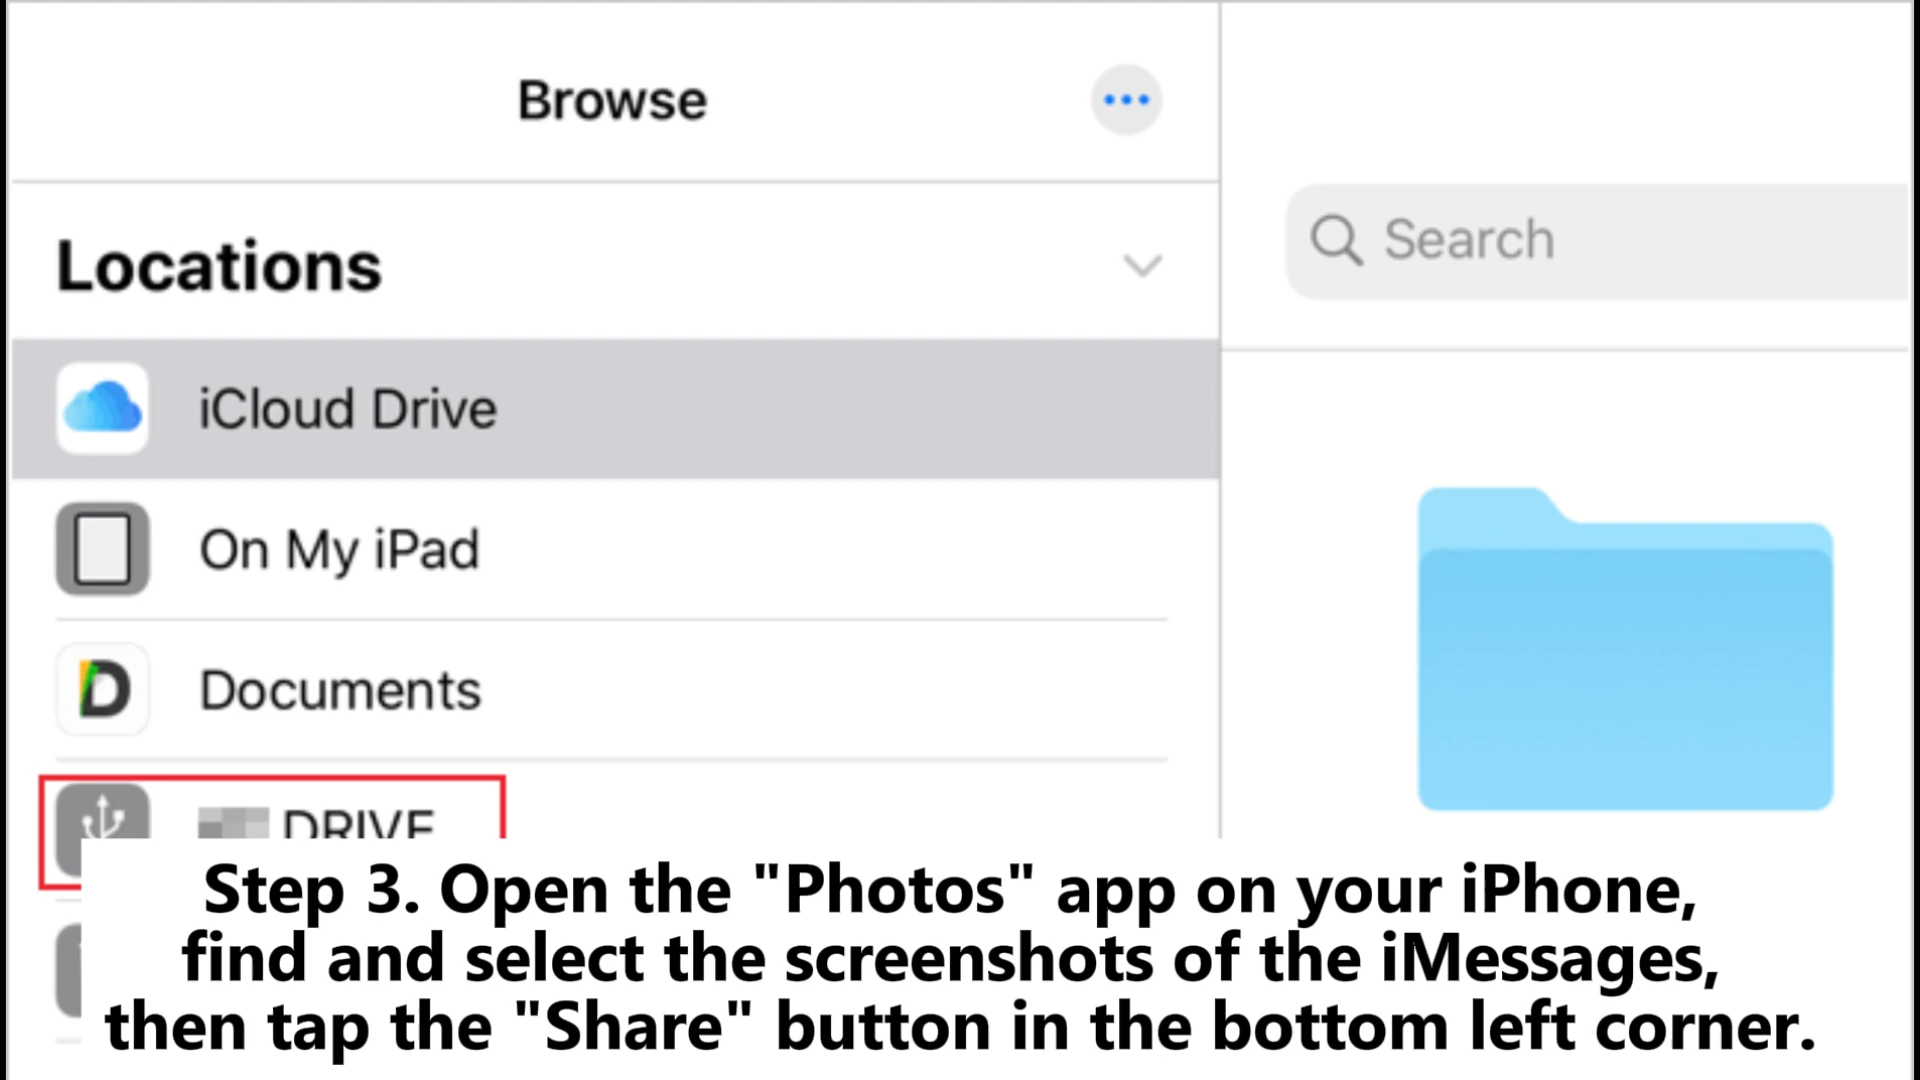 Browse
Locations
Search
iCloud Drive
On My iPad
Documents
DRIVE
Step 3. Open the "Photos" app on your iPhone,
find and select the screenshots of the iMessages,
then tap the "Share" button in the bottom left corner.